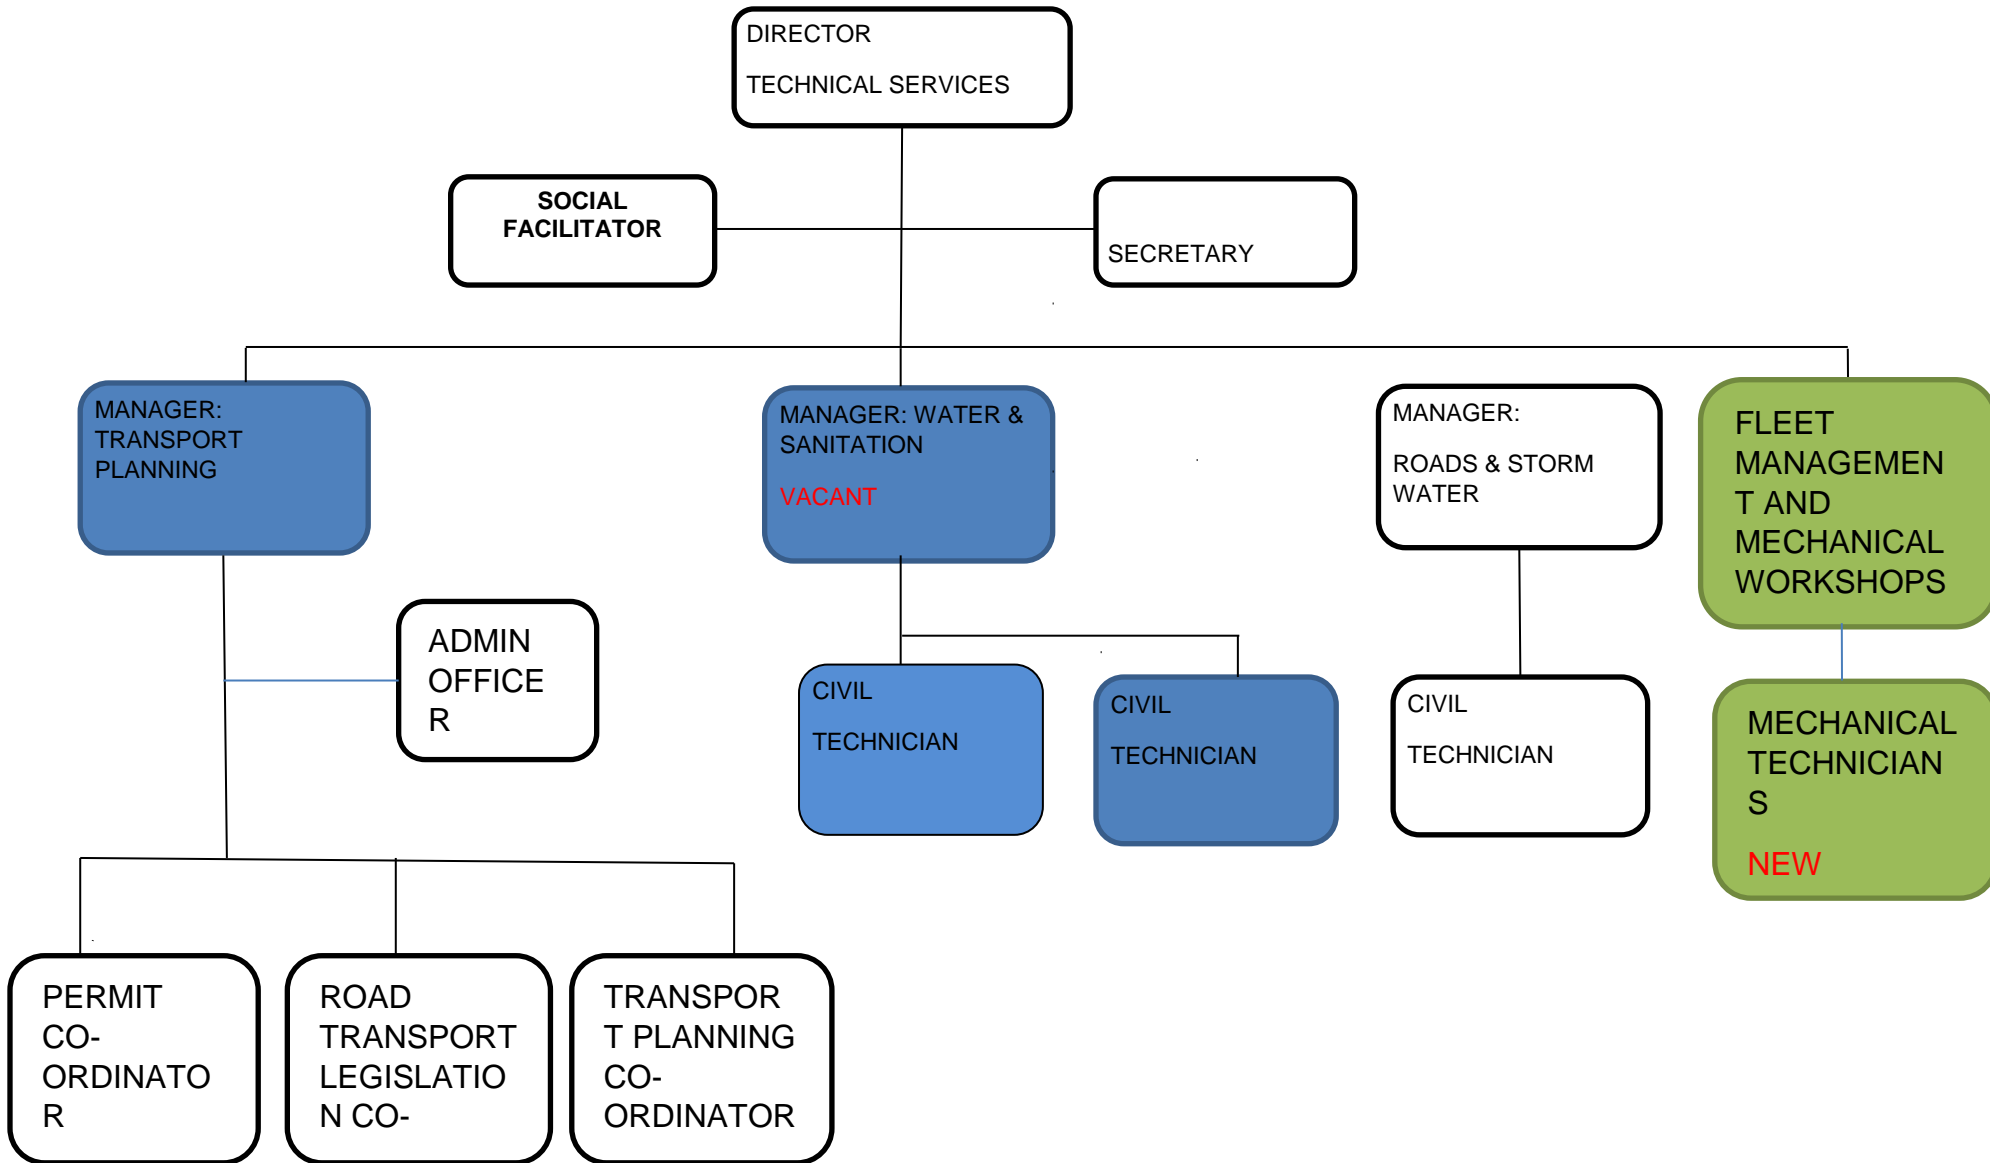 DIRECTOR
TECHNICAL SERVICES
SOCIAL
FACILITATOR
SECRETARY
MANAGER:
TRANSPORT
PLANNING
MANAGER: WATER &
SANITATION
VACANT
MANAGER:
ROADS & STORM
WATER
FLEET
MANAGEMEN
T AND
MECHANICAL
WORKSHOPS
ADMIN
OFFICE
R
CIVIL
TECHNICIAN
CIVIL
TECHNICIAN
CIVIL
TECHNICIAN
MECHANICAL
TECHNICIAN
S
NEW
PERMIT
CO-
ORDINATO
R
ROAD
TRANSPORT
LEGISLATIO
N CO-
TRANSPOR
T PLANNING
CO-
ORDINATOR